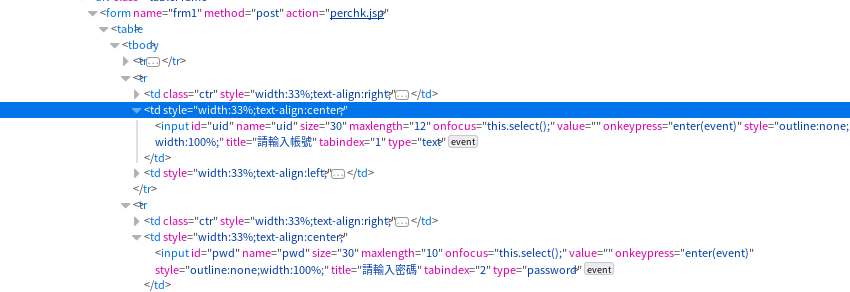 <form name="frm1" method="post" action="perchk.jsp">
<table>
<tbody>
<tr>…</tr>
<tr>
<td class="ctr" style="width:33%;text-align:right;">…</td>
<td style="width:33%;text-align:center;">
<input id="uid" name="uid" size="30" maxlength="12" onfocus="this.select();" value="" onkeypress="enter(event)" style="outline:none;
width:100%;" title="請輸入帳號" tabindex="1" type="text"> event
</td>
<td style="width:33%;text-align:left;">…</td>
</tr>
<tr>
<td class="ctr" style="width:33%;text-align:right;">…</td>
<td style="width:33%;text-align:center;">
<input id="pwd" name="pwd" size="30" maxlength="10" onfocus="this.select();" value="" onkeypress="enter(event)"
style="outline:none;width:100%;" title="請輸入密碼" tabindex="2" type="password"> event
</td>